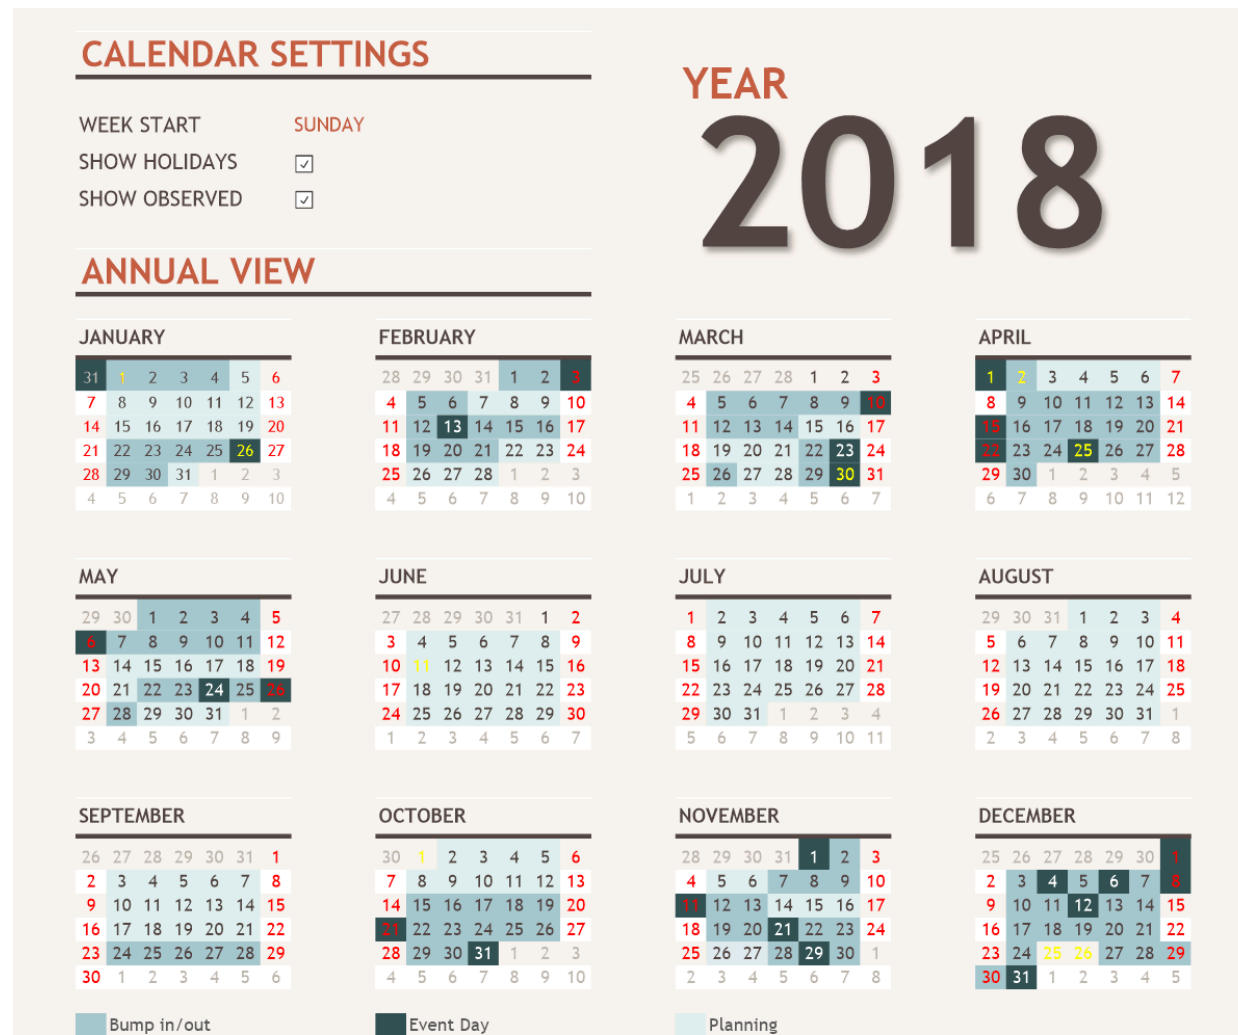 CALENDAR SETTINGS
YEAR
2018
WEEK START SUNDAY
SHOW HOLIDAYS
SHOW OBSERVED
ANNUAL VIEW
JANUARY
31 1 2 3 4 5 6
7 8 9 10 11 12 13
14 15 16 17 18 19 20
21 22 23 24 25 26 27
28 29 30 31 1 2 3
4 5 6 7 8 9 10
FEBRUARY
28 29 30 31 1 2 3
4 5 6 7 8 9 10
11 12 13 14 15 16 17
18 19 20 21 22 23 24
25 26 27 28 1 2 3
4 5 6 7 8 9 10
MARCH
25 26 27 28 1 2 3
4 5 6 7 8 9 10
11 12 13 14 15 16 17
18 19 20 21 22 23 24
25 26 27 28 29 30 31
1 2 3 4 5 6 7
APRIL
1 2 3 4 5 6 7
8 9 10 11 12 13 14
15 16 17 18 19 20 21
22 23 24 25 26 27 28
29 30 1 2 3 4 5
6 7 8 9 10 11 12
MAY
29 30 1 2 3 4 5
6 7 8 9 10 11 12
13 14 15 16 17 18 19
20 21 22 23 24 25 26
27 28 29 30 31 1 2
3 4 5 6 7 8 9
JUNE
27 28 29 30 31 1 2
3 4 5 6 7 8 9
10 11 12 13 14 15 16
17 18 19 20 21 22 23
24 25 26 27 28 29 30
1 2 3 4 5 6 7
JULY
1 2 3 4 5 6 7
8 9 10 11 12 13 14
15 16 17 18 19 20 21
22 23 24 25 26 27 28
29 30 31 1 2 3 4
5 6 7 8 9 10 11
AUGUST
29 30 31 1 2 3 4
5 6 7 8 9 10 11
12 13 14 15 16 17 18
19 20 21 22 23 24 25
26 27 28 29 30 31 1
2 3 4 5 6 7 8
SEPTEMBER
26 27 28 29 30 31 1
2 3 4 5 6 7 8
9 10 11 12 13 14 15
16 17 18 19 20 21 22
23 24 25 26 27 28 29
30 1 2 3 4 5 6
OCTOBER
30 1 2 3 4 5 6
7 8 9 10 11 12 13
14 15 16 17 18 19 20
21 22 23 24 25 26 27
28 29 30 31 1 2 3
4 5 6 7 8 9 10
NOVEMBER
28 29 30 31 1 2 3
4 5 6 7 8 9 10
11 12 13 14 15 16 17
18 19 20 21 22 23 24
25 26 27 28 29 30 1
2 3 4 5 6 7 8
DECEMBER
25 26 27 28 29 30 1
2 3 4 5 6 7 8
9 10 11 12 13 14 15
16 17 18 19 20 21 22
23 24 25 26 27 28 29
30 31 1 2 3 4 5
Bump in/out
Event Day
Planning